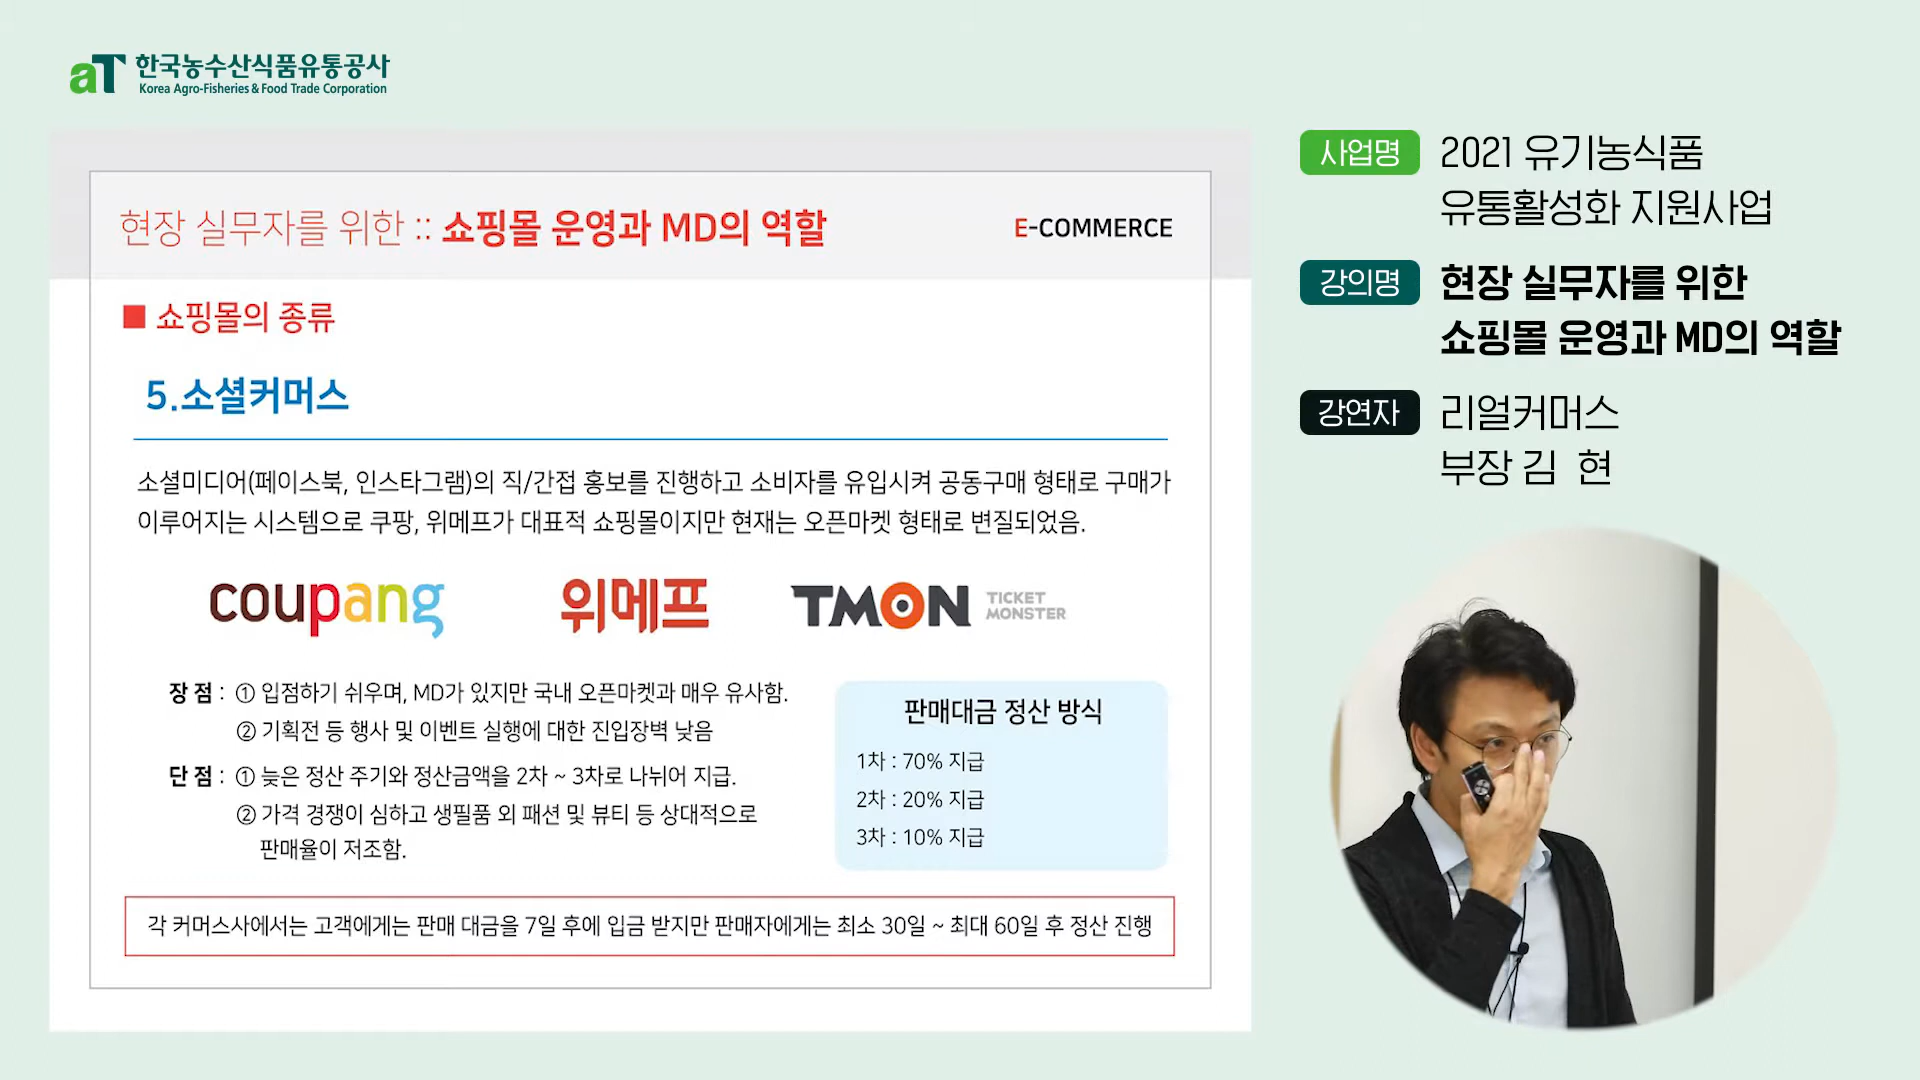 aT 한국농수산식품유통공사
Korea Agro-Fisheries & Food Trade Corporation
현장 실무자를 위한 :: 쇼핑몰 운영과 MD의 역할
E-COMMERCE
■ 쇼핑몰의 종류
5.소셜커머스
소셜미디어(페이스북, 인스타그램)의 직/간접 홍보를 진행하고 소비자를 유입시켜 공동구매 형태로 구매가
이루어지는 시스템으로 쿠팡, 위메프가 대표적 쇼핑몰이지만 현재는 오픈마켓 형태로 변질되었음.
coupang
위메프
TMON TICKET
MONSTER
장 점 : ① 입점하기 쉬우며, MD가 있지만 국내 오픈마켓과 매우 유사함.
② 기획전 등 행사 및 이벤트 실행에 대한 진입장벽 낮음
단 점 : ① 늦은 정산 주기와 정산금액을 2차 ~ 3차로 나뉘어 지급.
② 가격 경쟁이 심하고 생필품 외 패션 및 뷰티 등 상대적으로
판매율이 저조함.
판매대금 정산 방식
1차 : 70% 지급
2차 : 20% 지급
3차 : 10% 지급
각 커머스사에서는 고객에게는 판매 대금을 7일 후에 입금 받지만 판매자에게는 최소 30일 ~ 최대 60일 후 정산 진행
사업명 2021 유기농식품
유통활성화 지원사업
강의명 현장 실무자를 위한
쇼핑몰 운영과 MD의 역할
강연자 리얼커머스
부장 김 현